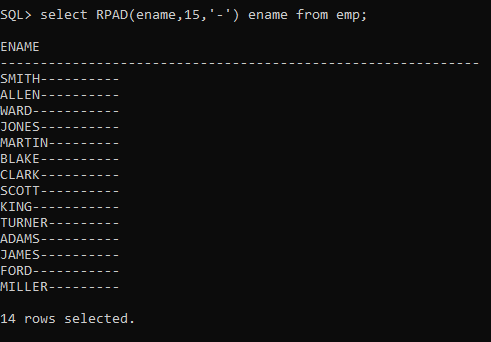 SQL> select RPAD(ename,15,'-') ename from emp;
ENAME
------------------------------------------------------------
SMITH----------
ALLEN----------
WARD-----------
JONES----------
MARTIN---------
BLAKE----------
CLARK----------
SCOTT----------
KING-----------
TURNER---------
ADAMS----------
JAMES----------
FORD-----------
MILLER---------
14 rows selected.